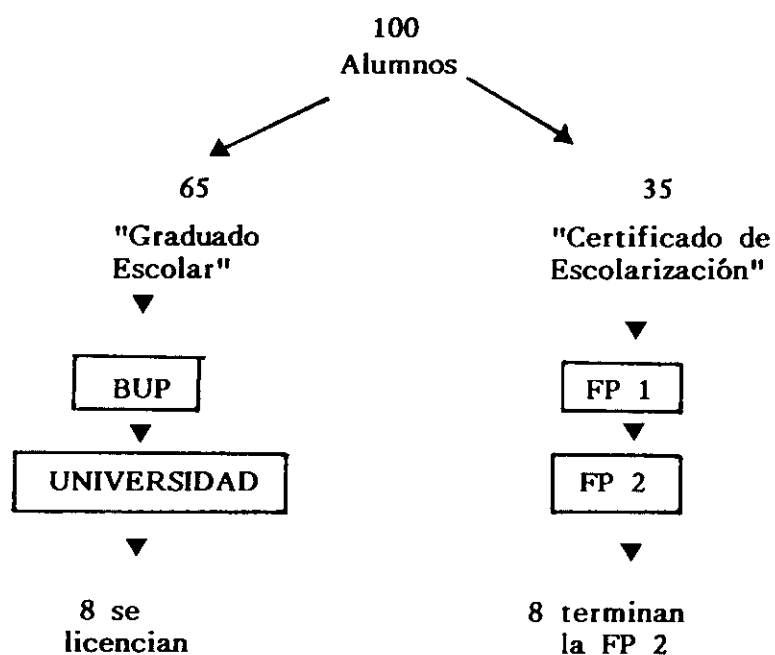 100
Alumnos
65
"Graduado
Escolar"
BUP
UNIVERSIDAD
8 se
licencian
35
"Certificado de
Escolarización"
FP 1
FP 2
8 terminan
la FP 2